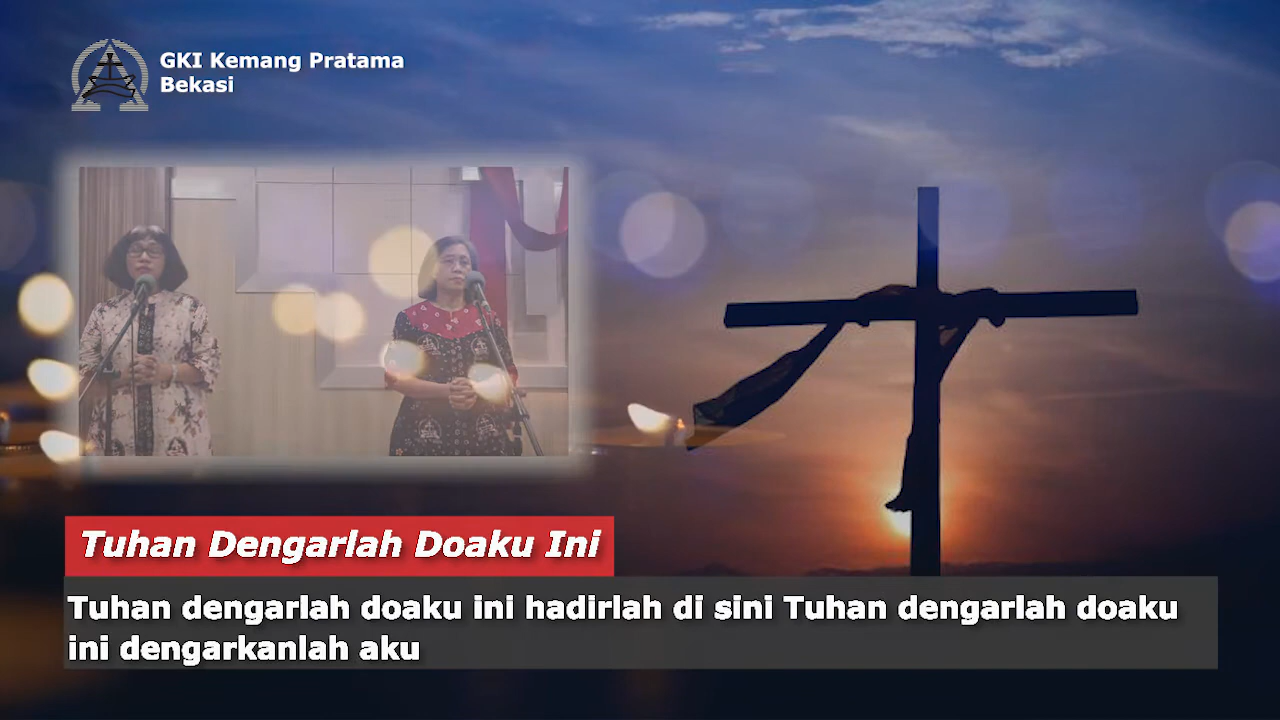 GKI Kemang Pratama
Bekasi
Tuhan Dengarlah Doaku Ini
Tuhan dengarlah doaku ini hadirlah di sini Tuhan dengarlah doaku
ini dengarkanlah aku